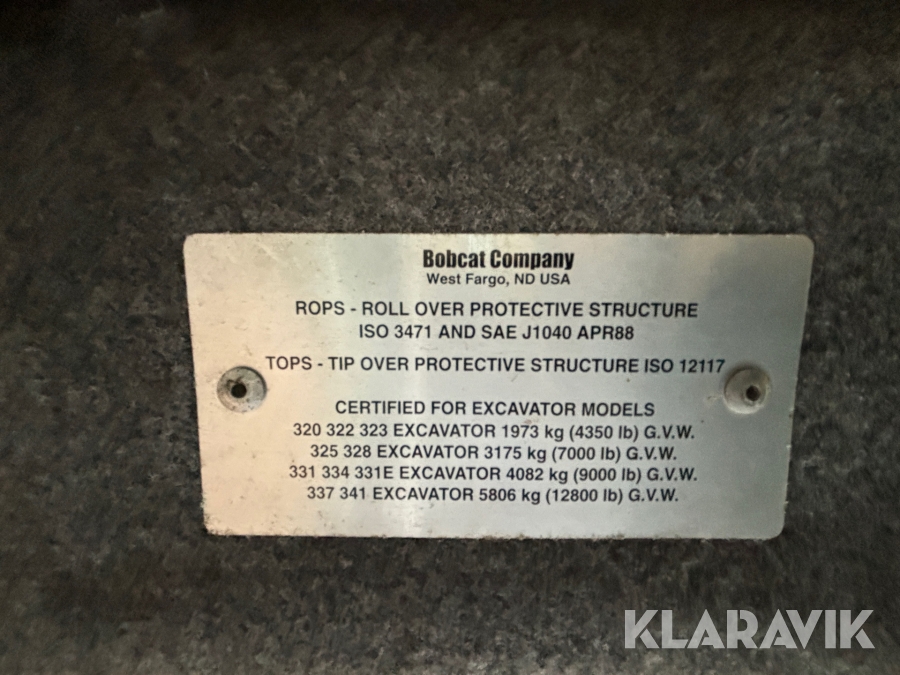 Bobcat Company
West Fargo, ND USA
ROPS - ROLL OVER PROTECTIVE STRUCTURE
ISO 3471 AND SAE J1040 APR88
TOPS - TIP OVER PROTECTIVE STRUCTURE ISO 12117
CERTIFIED FOR EXCAVATOR MODELS
320 322 323 EXCAVATOR 1973 kg (4350 lb) G.V.W.
325 328 EXCAVATOR 3175 kg (7000 lb) G.V.W.
331 334 331E EXCAVATOR 4082 kg (9000 lb) G.V.W.
337 341 EXCAVATOR 5806 kg (12800 lb) G.V.W.
KLARAVIK